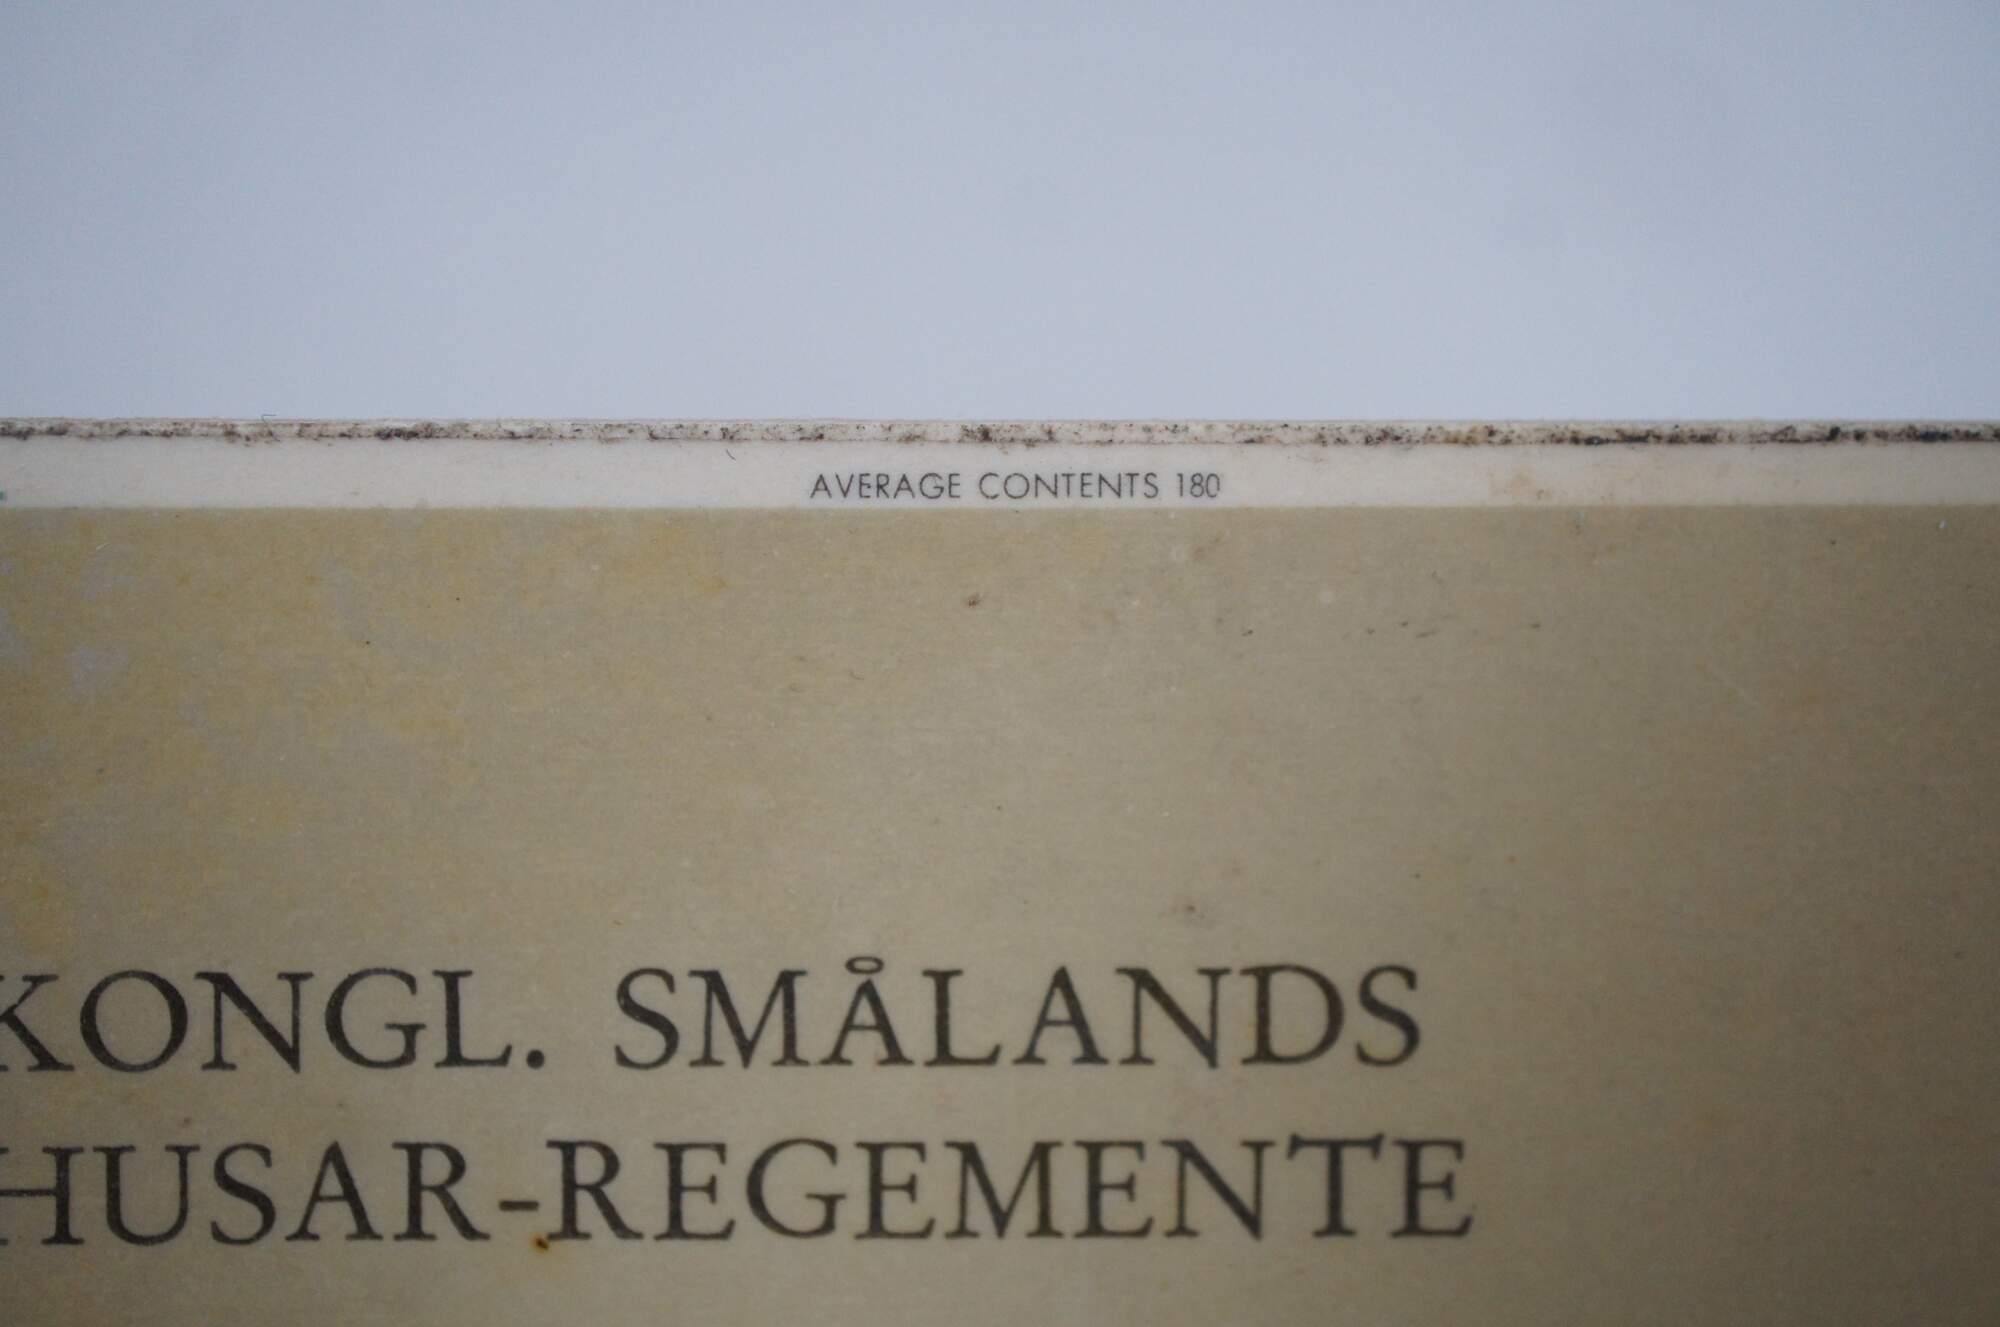 AVERAGE CONTENTS 180
KONGL. SMÅLANDS
HUSAR-REGEMENTE